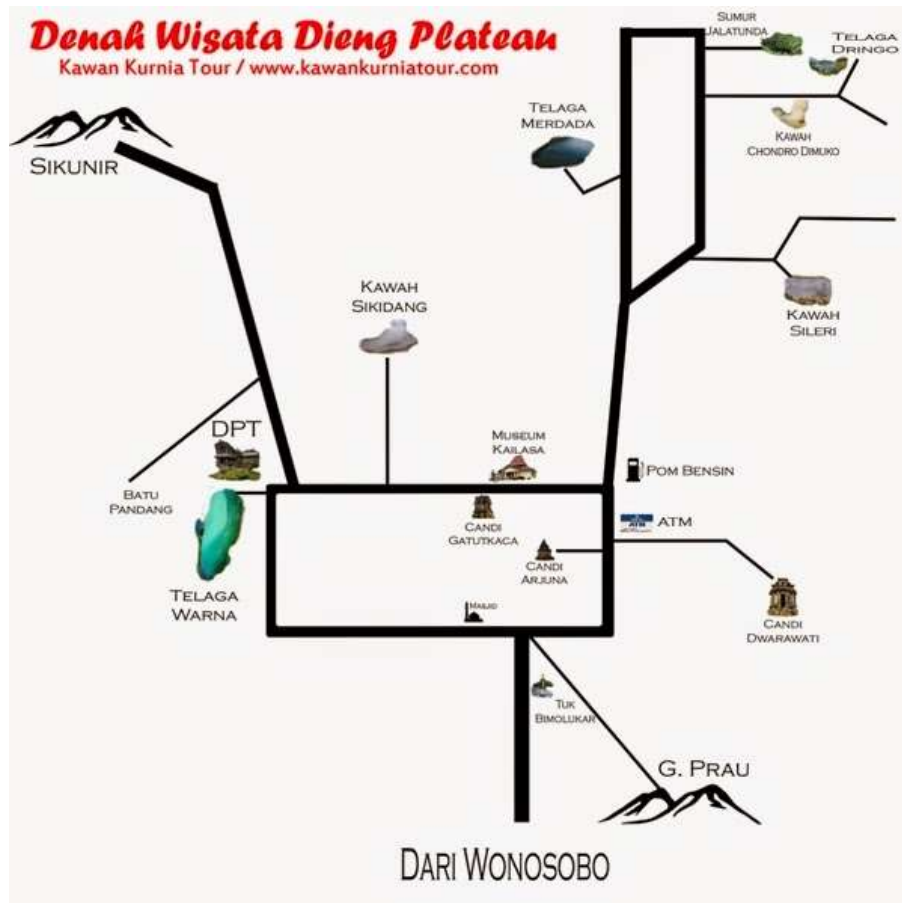 Denah Wisata Dieng Plateau
Kawan Kurnia Tour / www.kawankurniatour.com
SUMUR
JALATUNDA
TELAGA
DRINGO
TELAGA
MERDADA
KAWAH
CHONDRO DIMUKO
SIKUNIR
KAWAH
SIKIDANG
KAWAH
SILERI
DPT
MUSEUM
KAILASA
POM BENSIN
BATU
PANDANG
CANDI
GATUTKACA
ATM
ATM
CANDI
ARJUNA
TELAGA
WARNA
MASJID
CANDI
DWARAWATI
TUK
BIMOLUKAR
G. PRAU
DARI WONOSOBO